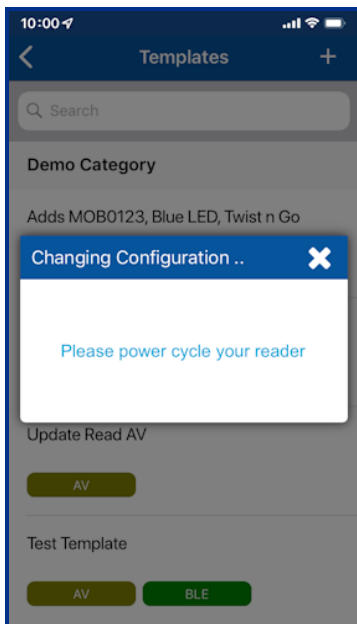 10:00
Templates
Search
Demo Category
Adds MOB0123, Blue LED, Twist n Go
Changing Configuration ..
Please power cycle your reader
Update Read AV
AV
Test Template
AV BLE